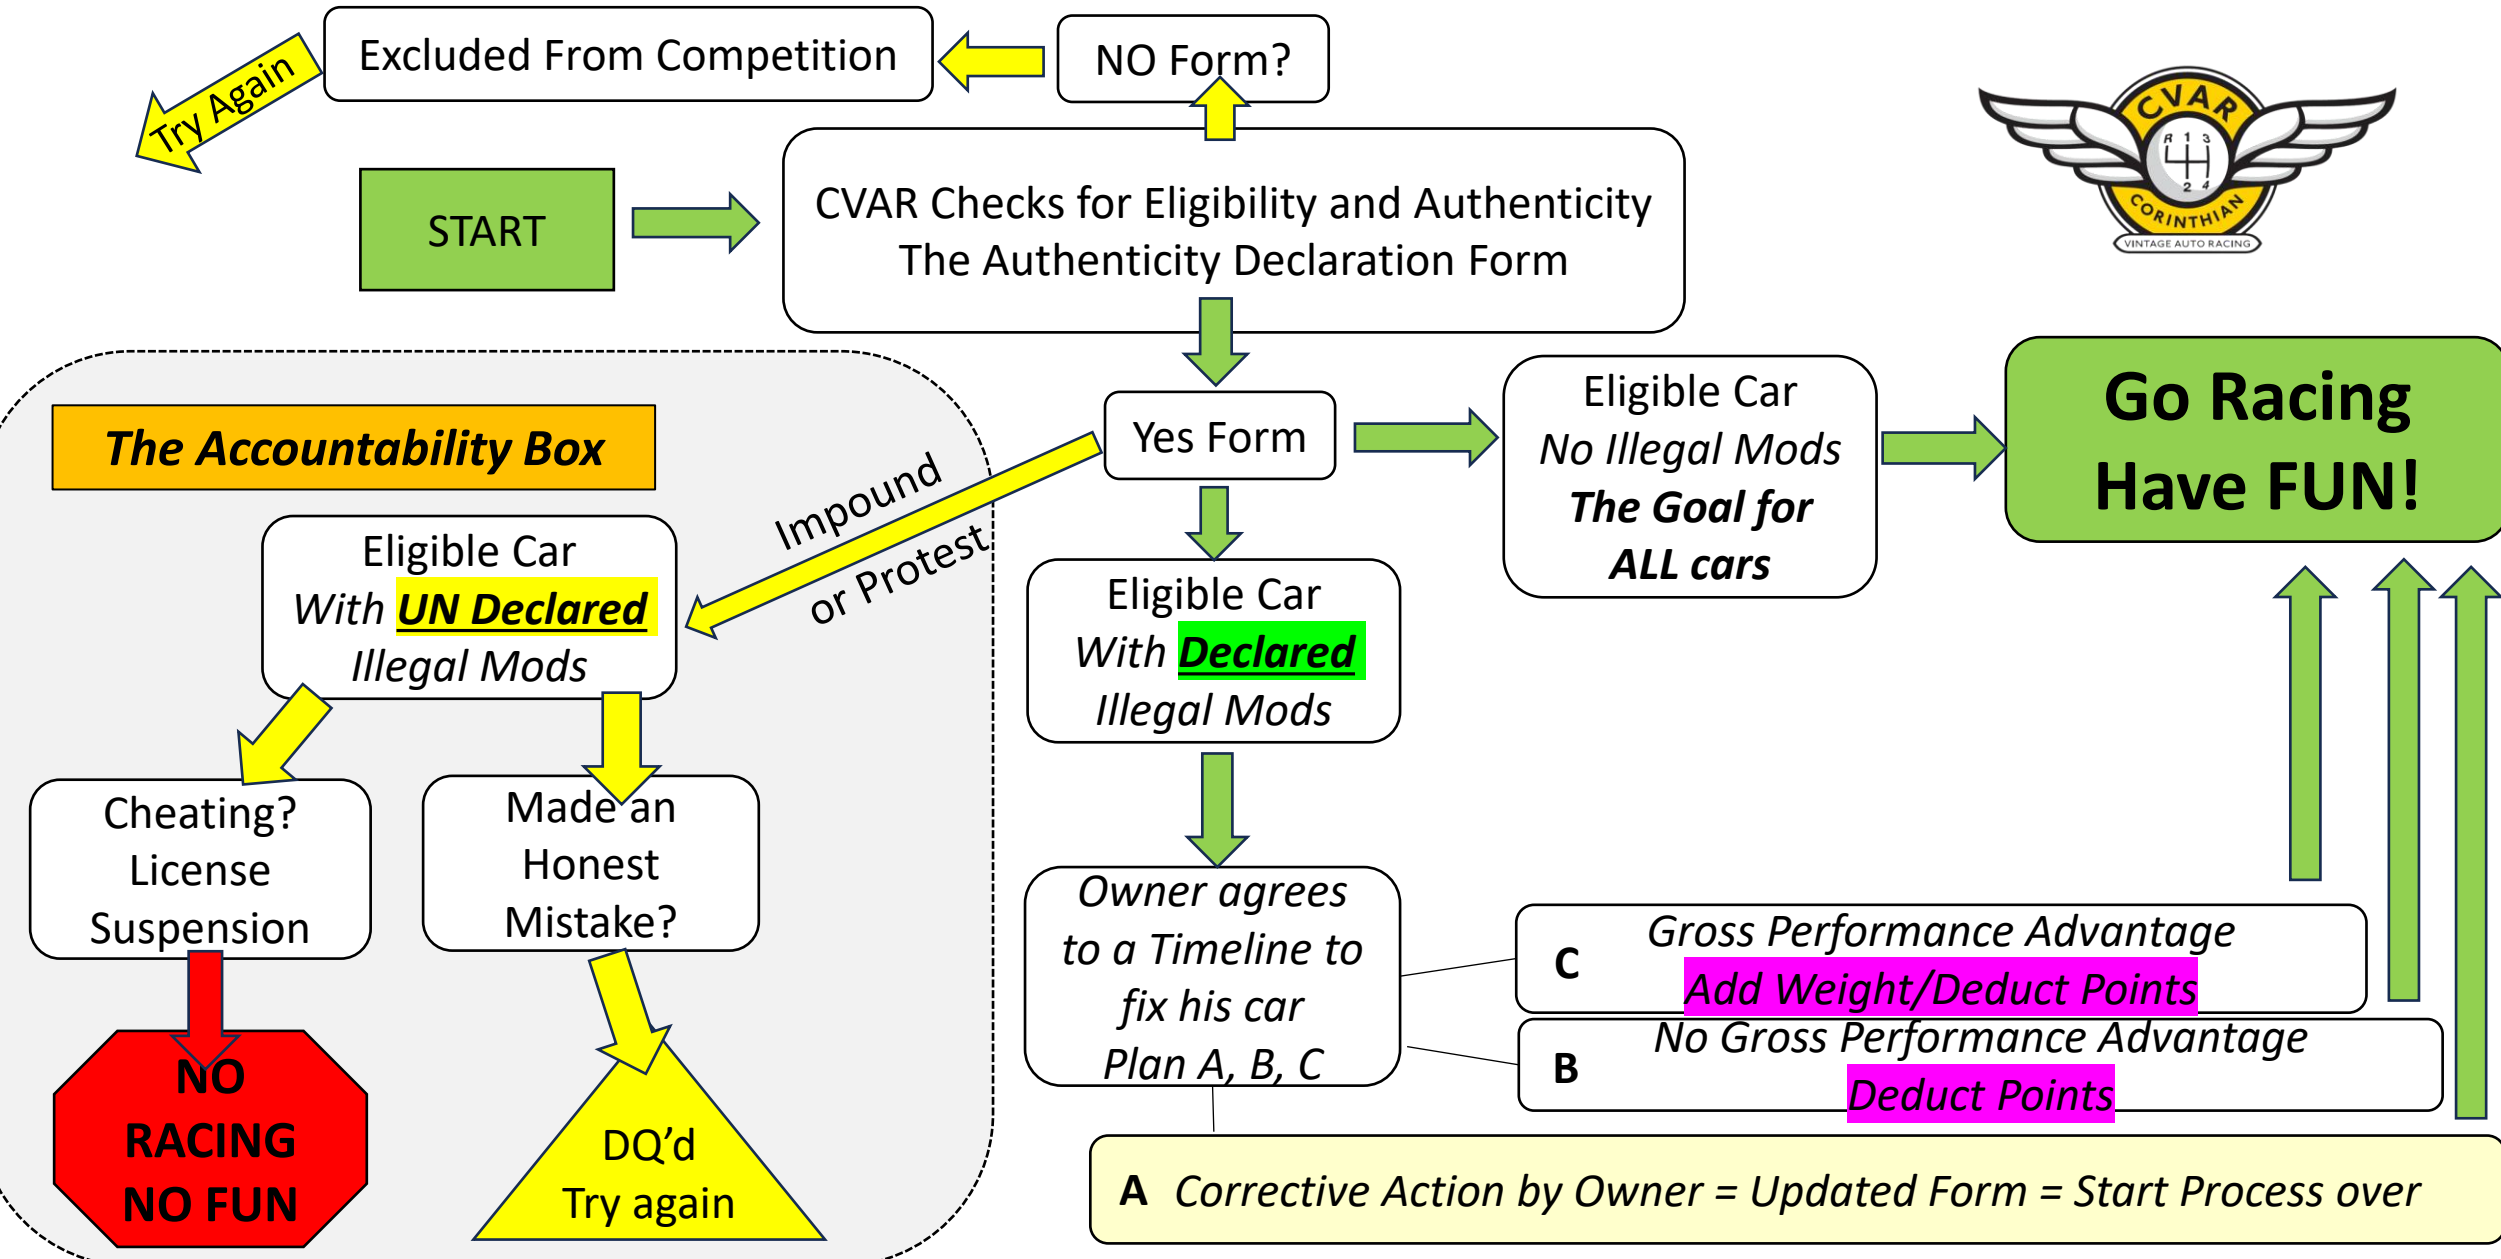 Excluded From Competition
NO Form?
Try Again
CVAR
R 1 3
2 4
CORINTHIAN
VINTAGE AUTO RACING
START
CVAR Checks for Eligibility and Authenticity
The Authenticity Declaration Form
The Accountability Box
Yes Form
Eligible Car
No Illegal Mods
The Goal for
ALL cars
Go Racing
Have FUN!
Impound
or Protest
Eligible Car
With UN Declared
Illegal Mods
Eligible Car
With Declared
Illegal Mods
Cheating?
License
Suspension
Made an
Honest
Mistake?
Owner agrees
to a Timeline to
fix his car
Plan A, B, C
C Gross Performance Advantage
Add Weight/Deduct Points
B No Gross Performance Advantage
Deduct Points
NO
RACING
NO FUN
DQ’d
Try again
A Corrective Action by Owner = Updated Form = Start Process over